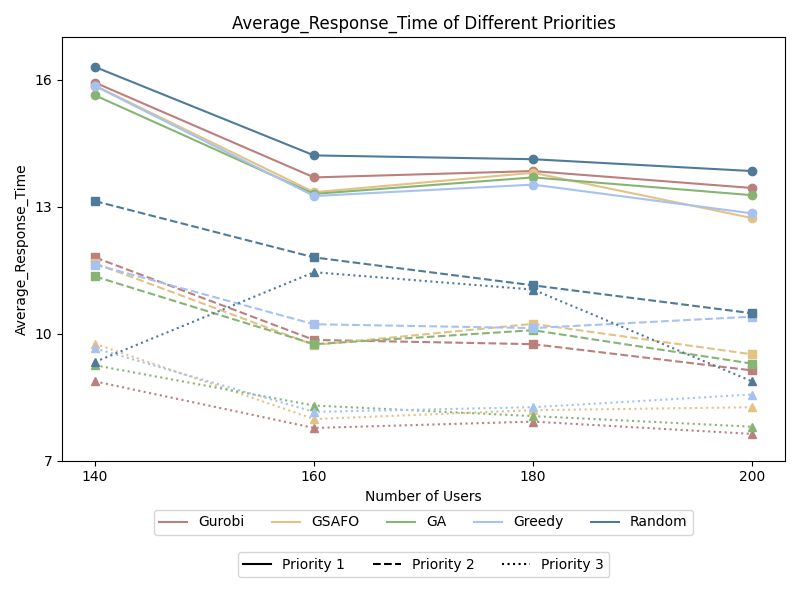 Average_Response_Time of Different Priorities
16
13
10
7
Average_Response_Time
140 160 180 200
Number of Users
Gurobi GSAFO GA Greedy Random
Priority 1 Priority 2 Priority 3